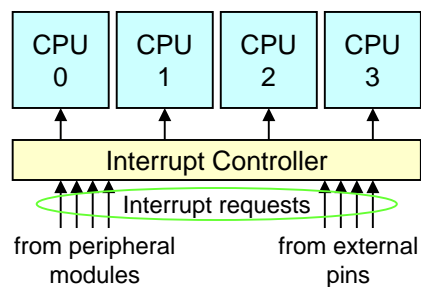 CPU
0
CPU
1
CPU
2
CPU
3
Interrupt Controller
Interrupt requests
from peripheral
modules
from external
pins